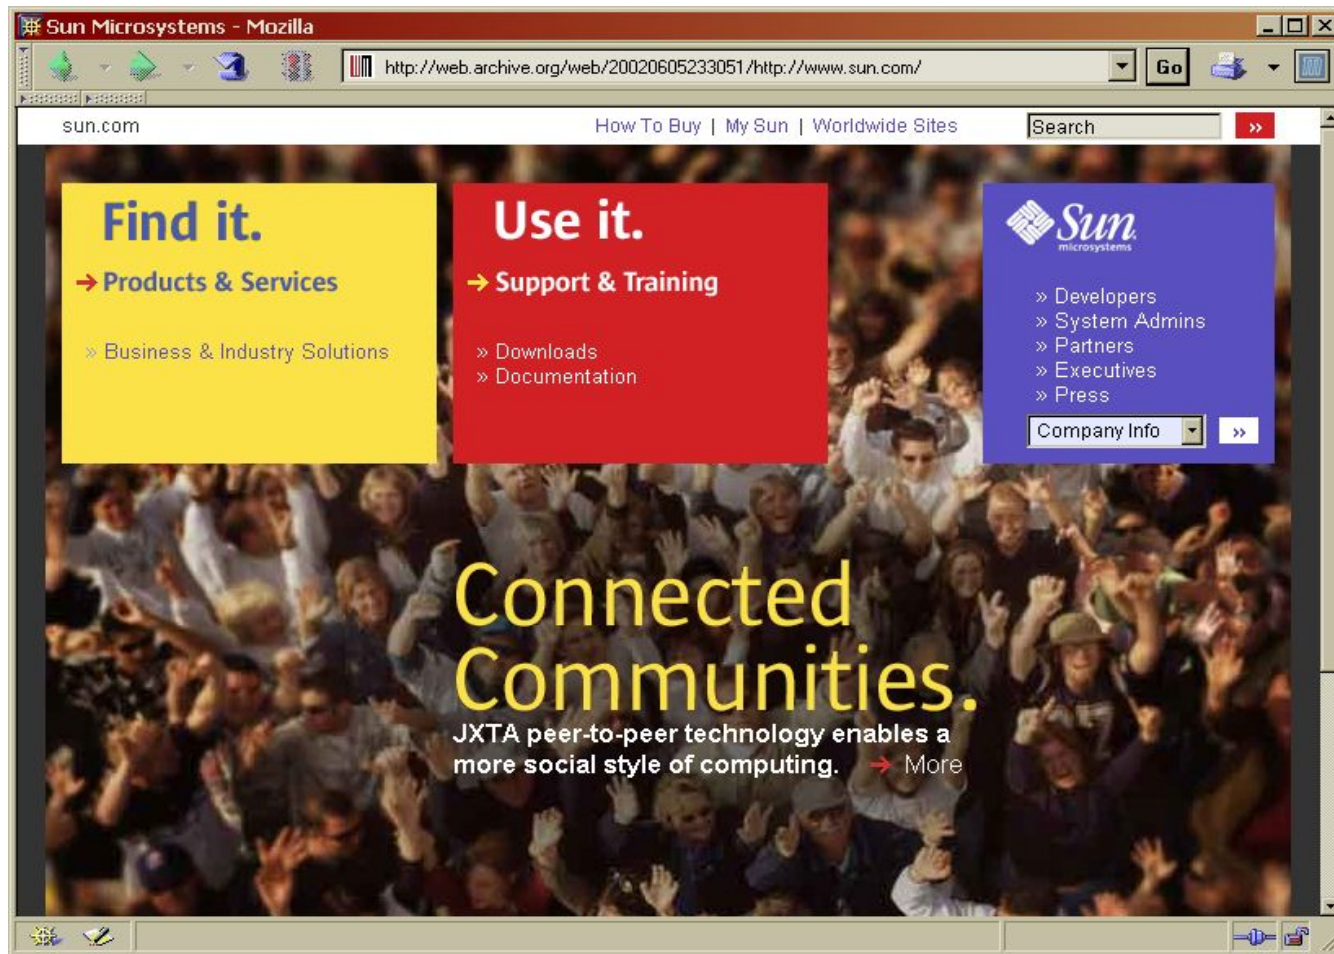 Sun Microsystems - Mozilla
http://web.archive.org/web/20020605233051/http://www.sun.com/
Go
sun.com
How To Buy | My Sun | Worldwide Sites
Search
»
Find it.
Products & Services
» Business & Industry Solutions
Use it.
Support & Training
» Downloads
» Documentation
Sun
microsystems
» Developers
» System Admins
» Partners
» Executives
» Press
Company Info
»
Connected
Communities.
JXTA peer-to-peer technology enables a
more social style of computing. More